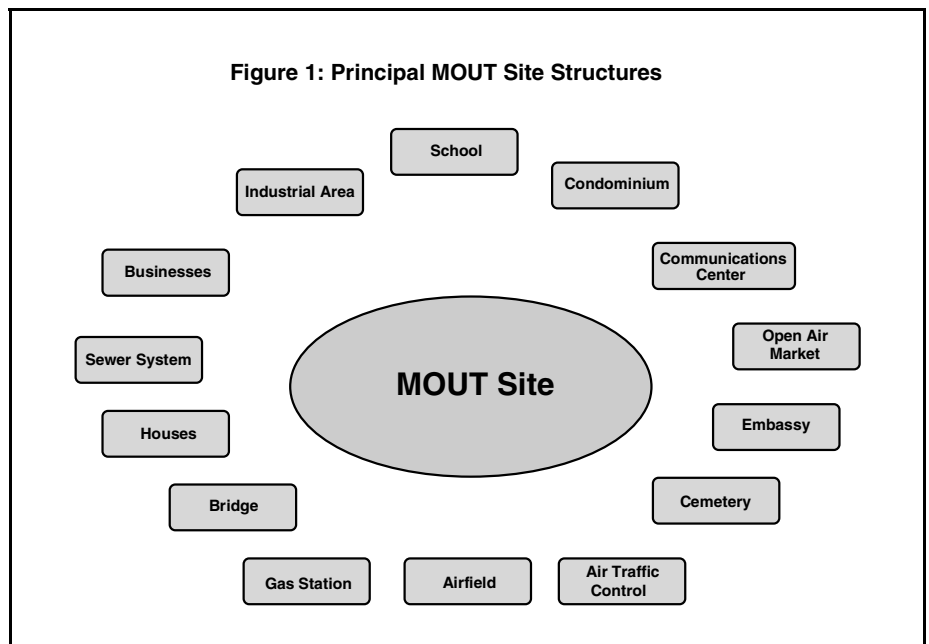 Figure 1: Principal MOUT Site Structures
School
Industrial Area
Condominium
Businesses
Communications
Center
Sewer System
MOUT Site
Open Air
Market
Houses
Embassy
Bridge
Cemetery
Gas Station
Airfield
Air Traffic
Control